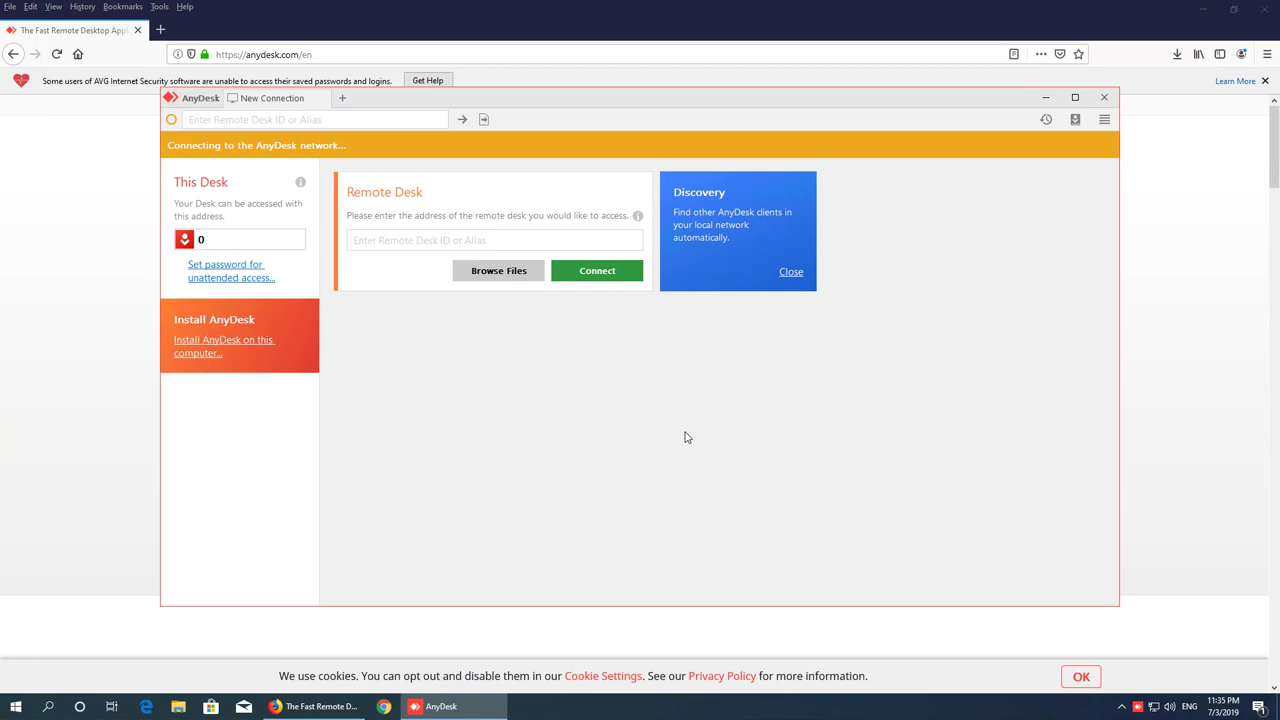 File Edit View History Bookmarks Tools Help
The Fast Remote Desktop Appl
https://anydesk.com/en
Some users of AVG Internet Security software are unable to access their saved passwords and logins. Get Help Learn More
AnyDesk New Connection
Enter Remote Desk ID or Alias
Connecting to the AnyDesk network...
This Desk
Your Desk can be accessed with
this address.
0
Set password for
unattended access...
Install AnyDesk
Install AnyDesk on this
computer...
Remote Desk
Please enter the address of the remote desk you would like to access.
Enter Remote Desk ID or Alias
Browse Files Connect
Discovery
Find other AnyDesk clients in
your local network
automatically.
Close
We use cookies. You can opt out and disable them in our Cookie Settings. See our Privacy Policy for more information. OK
The Fast Remote D... AnyDesk
11:35 PM
7/3/2019
1